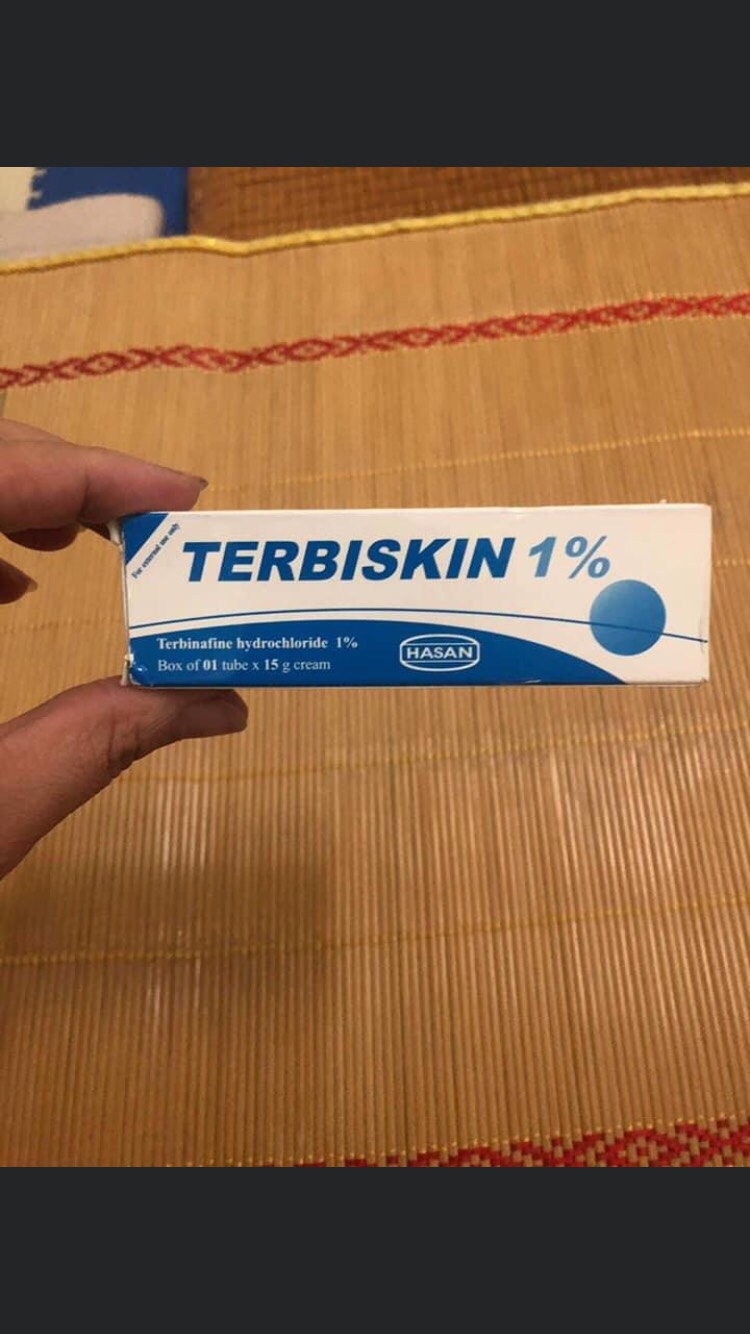 For external use only
TERBISKIN 1%
Terbinafine hydrochloride 1%
Box of 01 tube x 15 g cream
HASAN